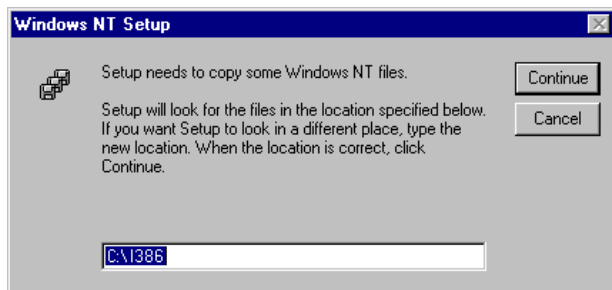 Windows NT Setup
Setup needs to copy some Windows NT files.
Continue
Setup will look for the files in the location specified below.
If you want Setup to look in a different place, type the
new location. When the location is correct, click
Continue.
Cancel
C:\I386